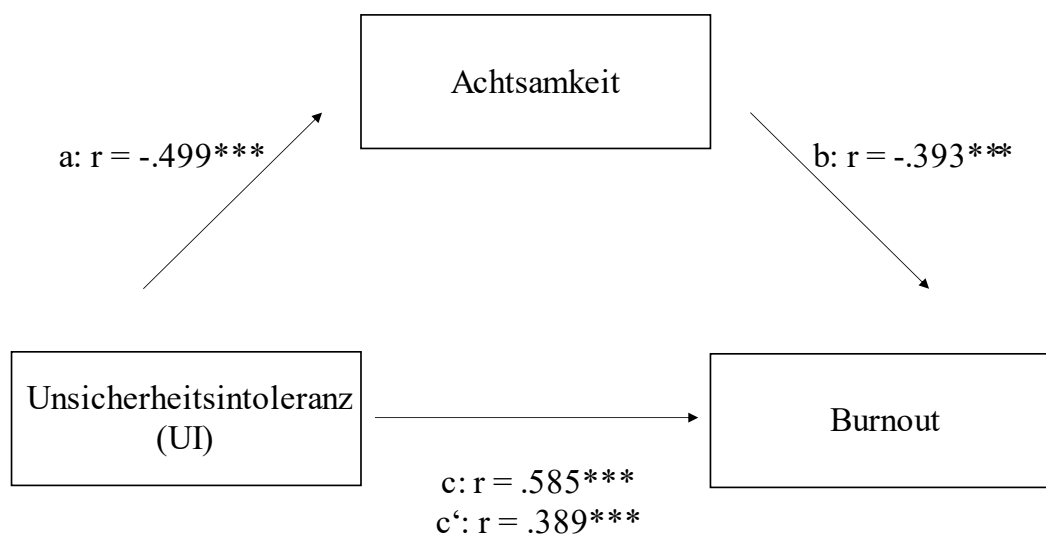 Achtsamkeit
a: r = -.499***
b: r = -.393***
Unsicherheitsintoleranz
(UI)
Burnout
c: r = .585***
c‘: r = .389***